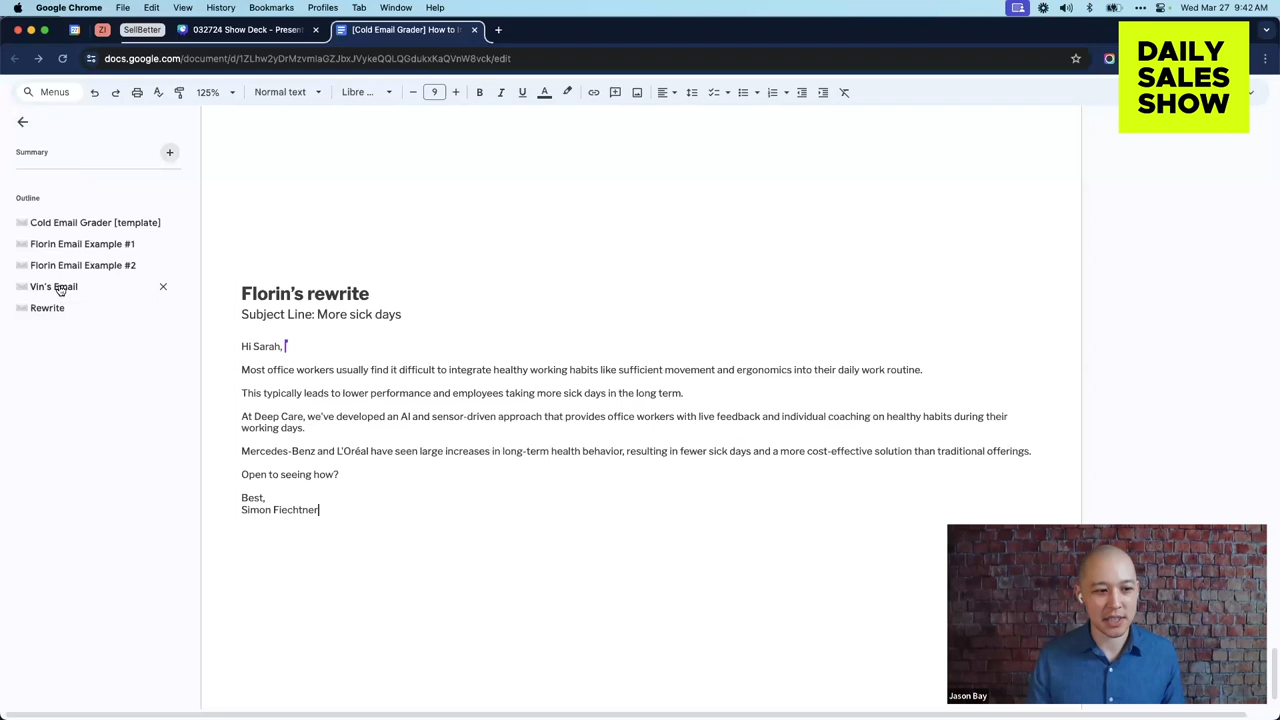 Google Chrome File Edit View History Bookmarks Profiles Tab Window Help
Wed Mar 27 9:42 AM
ZI SellBetter 032724 Show Deck - Present [Cold Email Grader] How to I
docs.google.com/document/d/1ZLhw2yDrMzvmiaGZJbxJVykeQQLQGdukxKaQVnW8vck/edit
Menus 125% Normal text Libre ... 9 B I U A
DAILY
SALES
SHOW
Summary
Outline
Cold Email Grader [template]
Florin Email Example #1
Florin Email Example #2
Vin's Email
Rewrite
Florin's rewrite
Subject Line: More sick days
Hi Sarah,
Most office workers usually find it difficult to integrate healthy working habits like sufficient movement and ergonomics into their daily work routine.
This typically leads to lower performance and employees taking more sick days in the long term.
At Deep Care, we've developed an AI and sensor-driven approach that provides office workers with live feedback and individual coaching on healthy habits during their
working days.
Mercedes-Benz and L'Oréal have seen large increases in long-term health behavior, resulting in fewer sick days and a more cost-effective solution than traditional offerings.
Open to seeing how?
Best,
Simon Fiechtner
Jason Bay